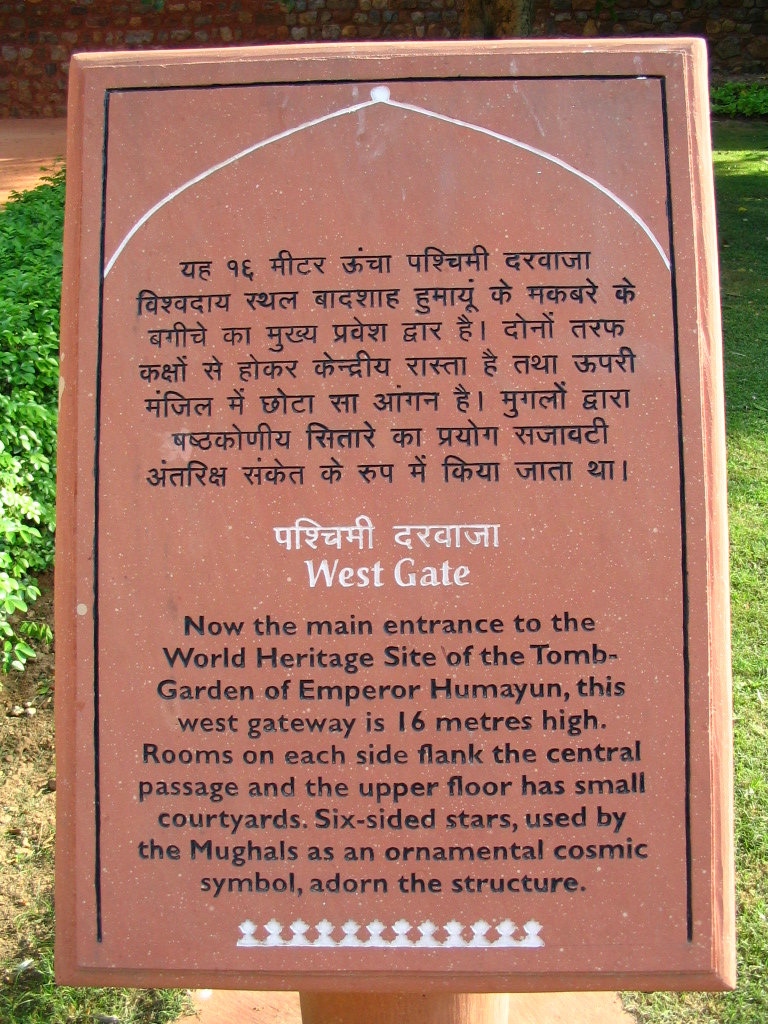 यह १६ मीटर ऊंचा पश्चिमी दरवाजा
विश्वदाय स्थल बादशाह हुमायूं के मकबरे के
बगीचे का मुख्य प्रवेश द्वार है। दोनों तरफ
कक्षों से होकर केन्द्रीय रास्ता है तथा ऊपरी
मंजिल में छोटा सा आंगन है। मुगलों द्वारा
षष्ठकोणीय सितारे का प्रयोग सजावटी
अंतरिक्ष संकेत के रुप में किया जाता था।
पश्चिमी दरवाजा
West Gate
Now the main entrance to the
World Heritage Site of the Tomb-
Garden of Emperor Humayun, this
west gateway is 16 metres high.
Rooms on each side flank the central
passage and the upper floor has small
courtyards. Six-sided stars, used by
the Mughals as an ornamental cosmic
symbol, adorn the structure.